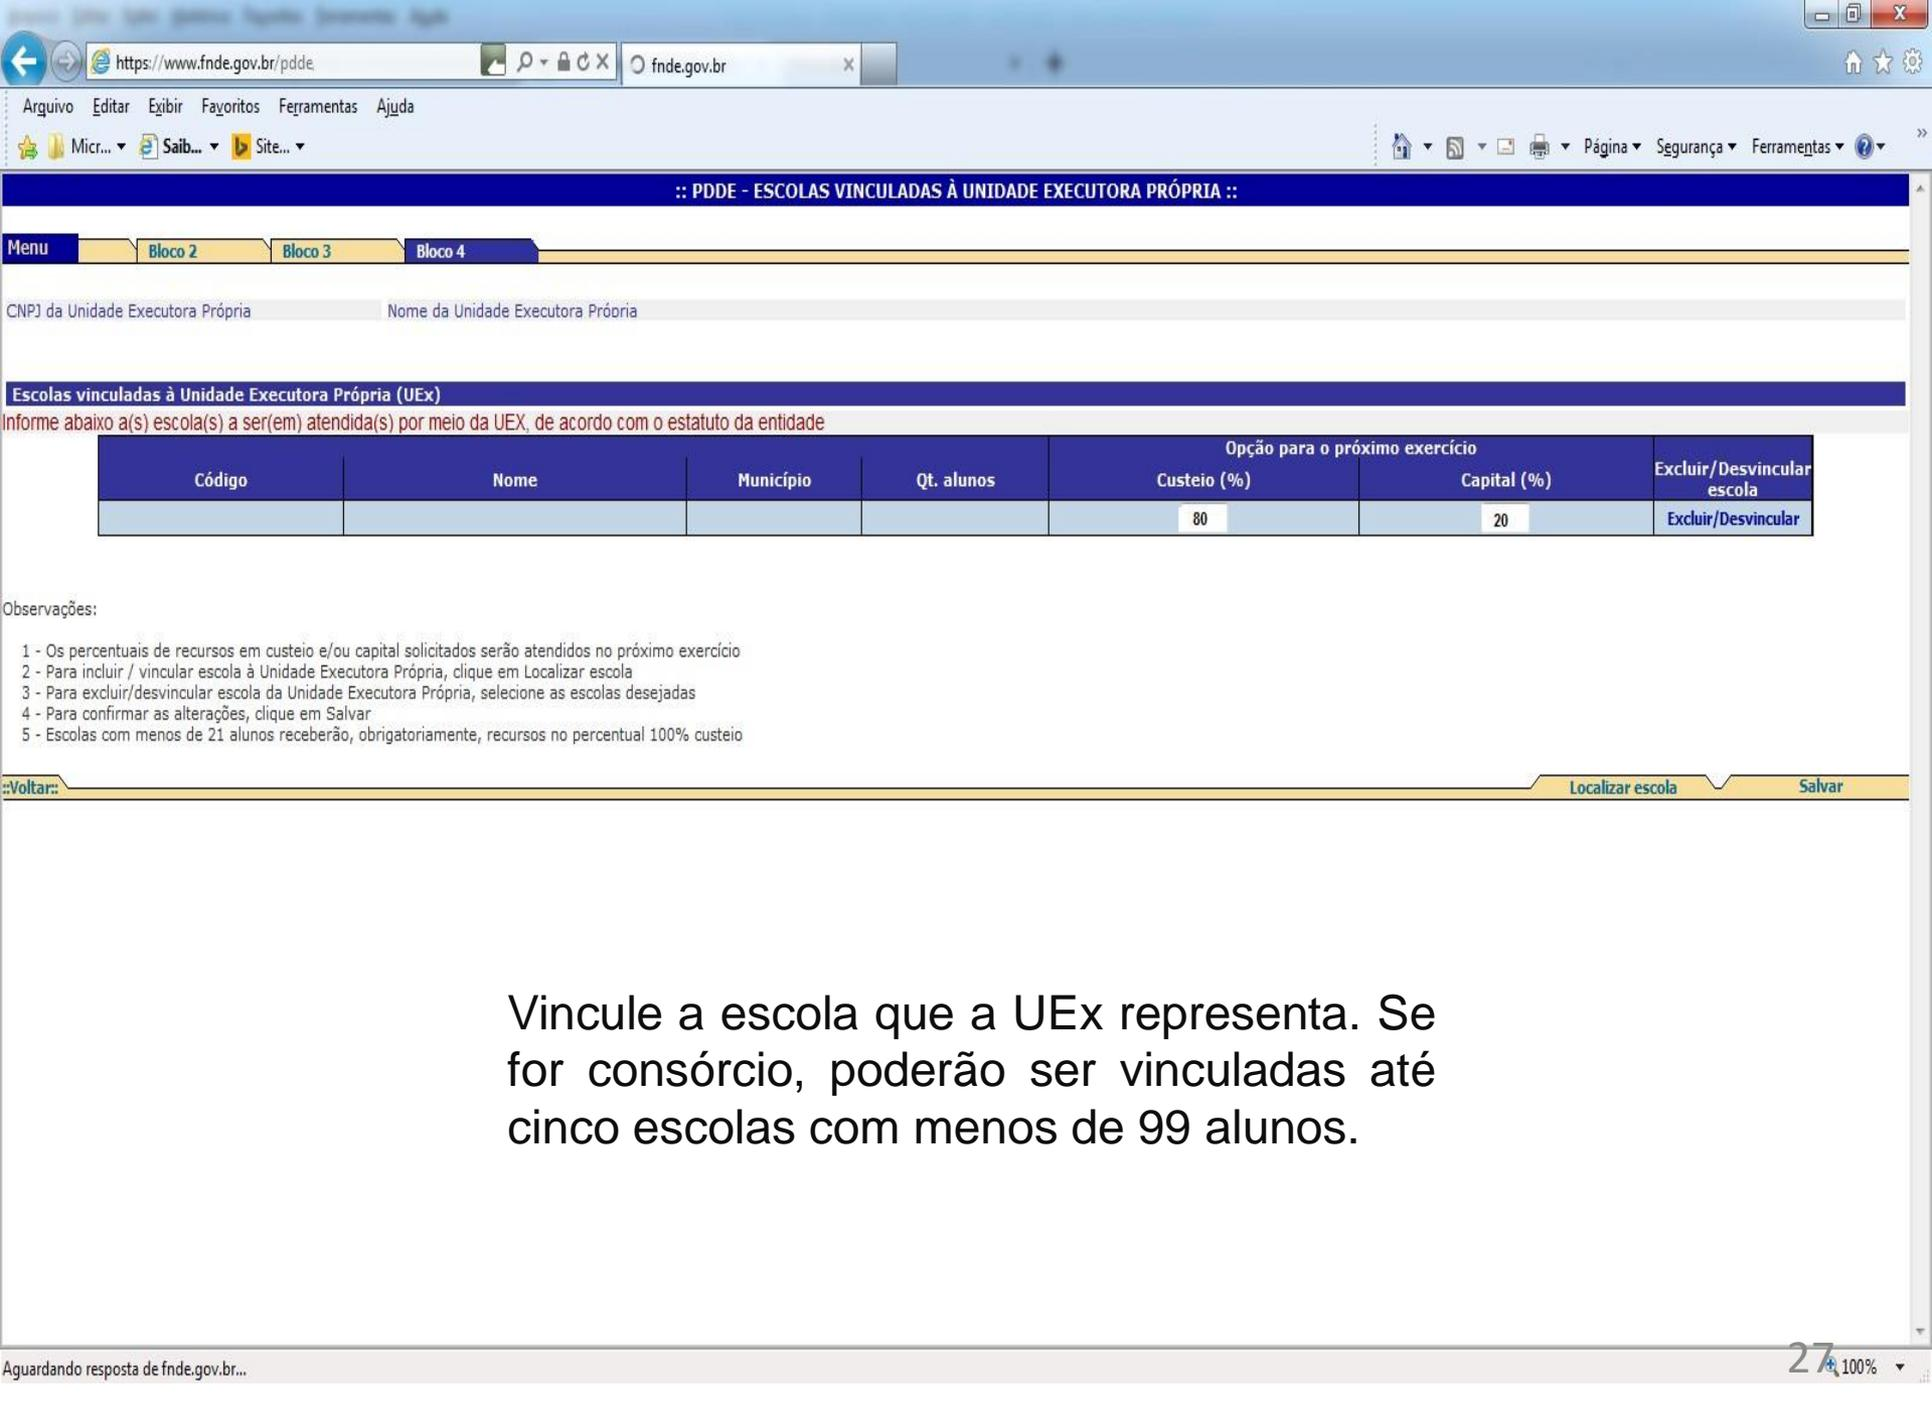 https://www.fnde.gov.br/pdde
fnde.gov.br
Arquivo Editar Exibir Favoritos Ferramentas Ajuda
Micr... Saib... Site...
Página Segurança Ferramentas
:: PDDE - ESCOLAS VINCULADAS À UNIDADE EXECUTORA PRÓPRIA ::
Menu Bloco 2 Bloco 3 Bloco 4
CNPJ da Unidade Executora Própria Nome da Unidade Executora Própria
Escolas vinculadas à Unidade Executora Própria (UEx)
Informe abaixo a(s) escola(s) a ser(em) atendida(s) por meio da UEX, de acordo com o estatuto da entidade
Opção para o próximo exercício
Código Nome Município Qt. alunos Custeio (%) Capital (%) Excluir/Desvincular escola
80 20 Excluir/Desvincular
Observações:
1 - Os percentuais de recursos em custeio e/ou capital solicitados serão atendidos no próximo exercício
2 - Para incluir / vincular escola à Unidade Executora Própria, clique em Localizar escola
3 - Para excluir/desvincular escola da Unidade Executora Própria, selecione as escolas desejadas
4 - Para confirmar as alterações, clique em Salvar
5 - Escolas com menos de 21 alunos receberão, obrigatoriamente, recursos no percentual 100% custeio
::Voltar:: Localizar escola Salvar
Vincule a escola que a UEx representa. Se
for consórcio, poderão ser vinculadas até
cinco escolas com menos de 99 alunos.
Aguardando resposta de fnde.gov.br...
27
100%